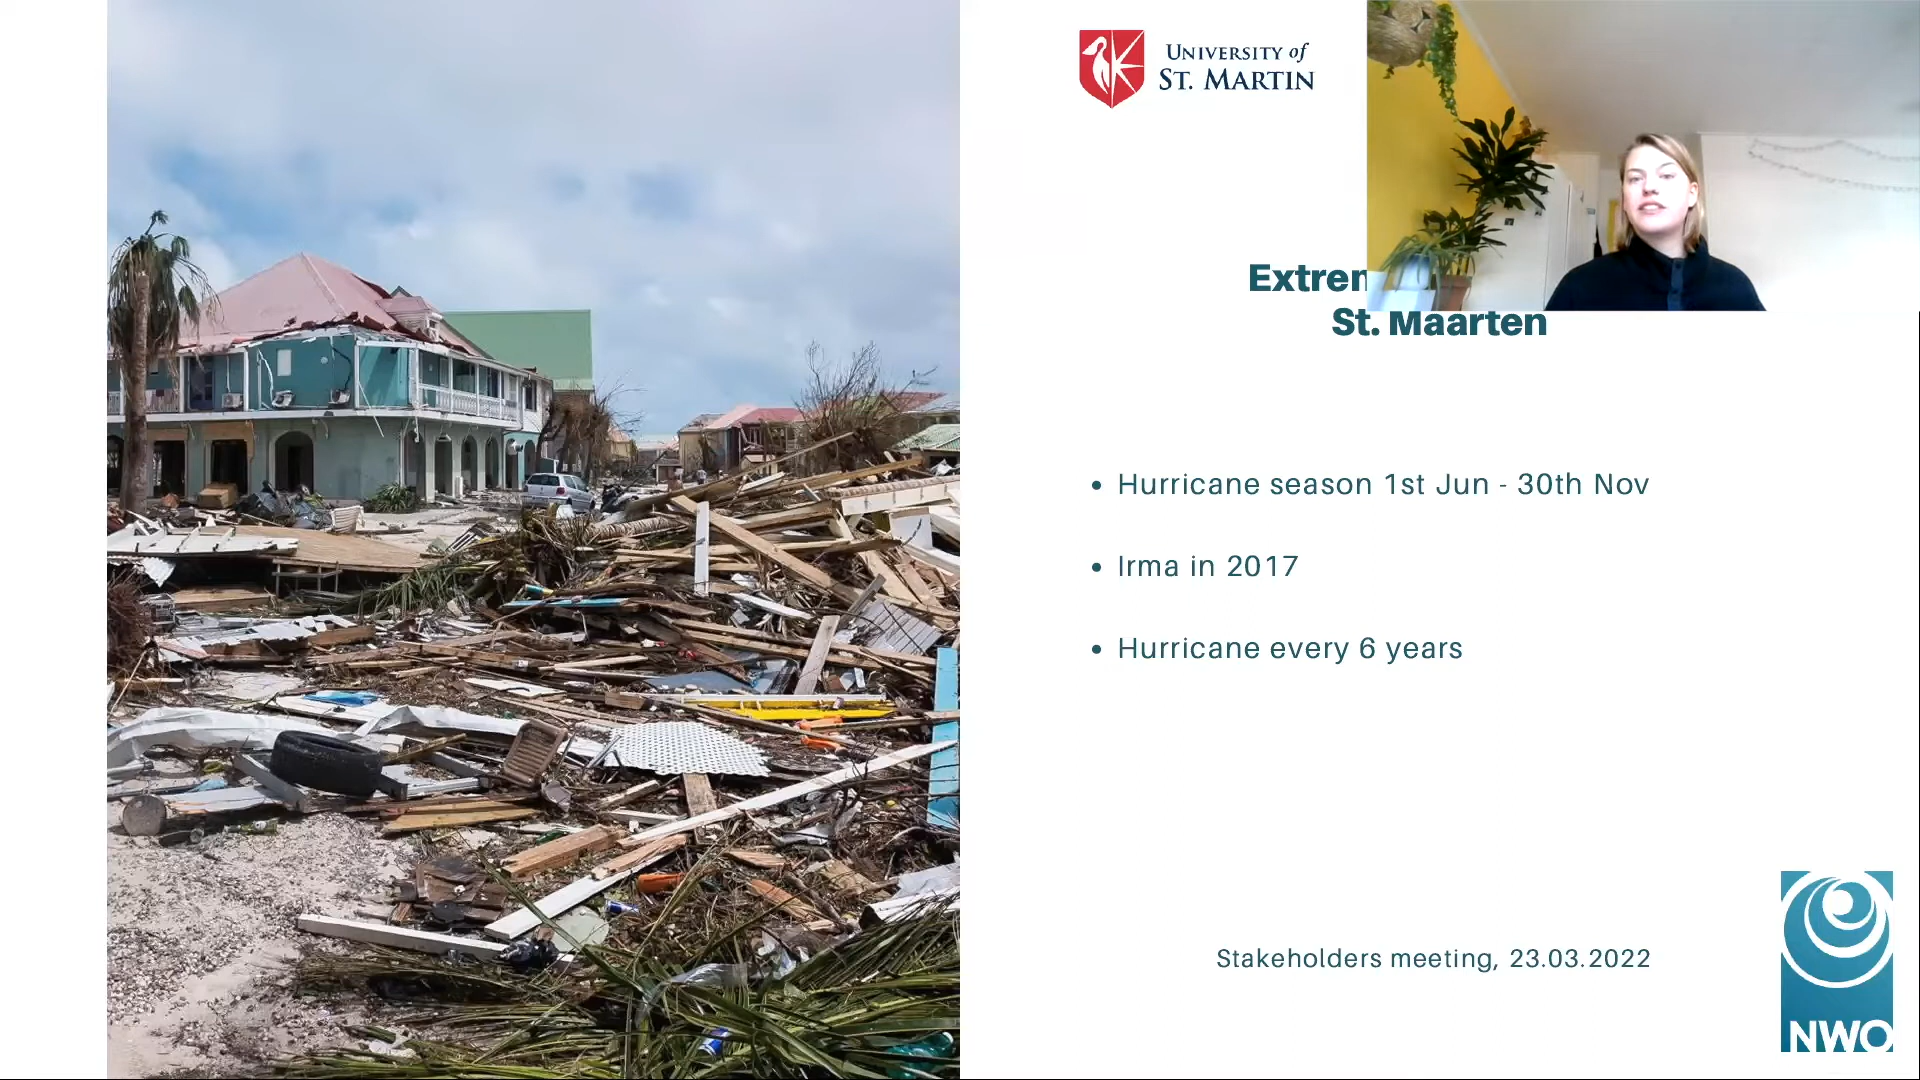 UNIVERSITY of
ST. MARTIN
St. Maarten
• Hurricane season 1st Jun - 30th Nov
• Irma in 2017
• Hurricane every 6 years
Stakeholders meeting, 23.03.2022
NWO